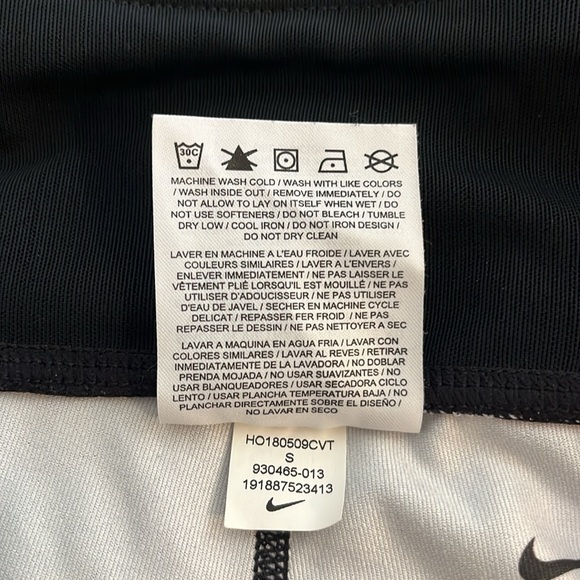 30C
MACHINE WASH COLD / WASH WITH LIKE COLORS
/ WASH INSIDE OUT / REMOVE IMMEDIATELY / DO
NOT ALLOW TO LAY ON ITSELF WHEN WET / DO
NOT USE SOFTENERS / DO NOT BLEACH / TUMBLE
DRY LOW / COOL IRON / DO NOT IRON DESIGN /
DO NOT DRY CLEAN
LAVER EN MACHINE A L'EAU FROIDE / LAVER AVEC
COULEURS SIMILAIRES / LAVER A L'ENVERS /
ENLEVER IMMEDIATEMENT / NE PAS LAISSER LE
VÊTEMENT PLIÉ LORSQU'IL EST MOUILLÉ / NE PAS
UTILISER D'ADOUCISSEUR / NE PAS UTILISER
D'EAU DE JAVEL / SECHER EN MACHINE CYCLE
DELICAT / REPASSER FER FROID / NE PAS
REPASSER LE DESSIN / NE PAS NETTOYER A SEC
LAVAR A MAQUINA EN AGUA FRIA / LAVAR CON
COLORES SIMILARES / LAVAR AL REVES / RETIRAR
INMEDIATAMENTE DE LA LAVADORA / NO DOBLAR
PRENDA MOJADA / NO USAR SUAVIZANTES / NO
USAR BLANQUEADORES / USAR SECADORA CICLO
LENTO / USAR PLANCHA TEMPERATURA BAJA / NO
PLANCHAR DIRECTAMENTE SOBRE EL DISEÑO /
NO LAVAR EN SECO
HO180509CVT
S
930465-013
191887523413